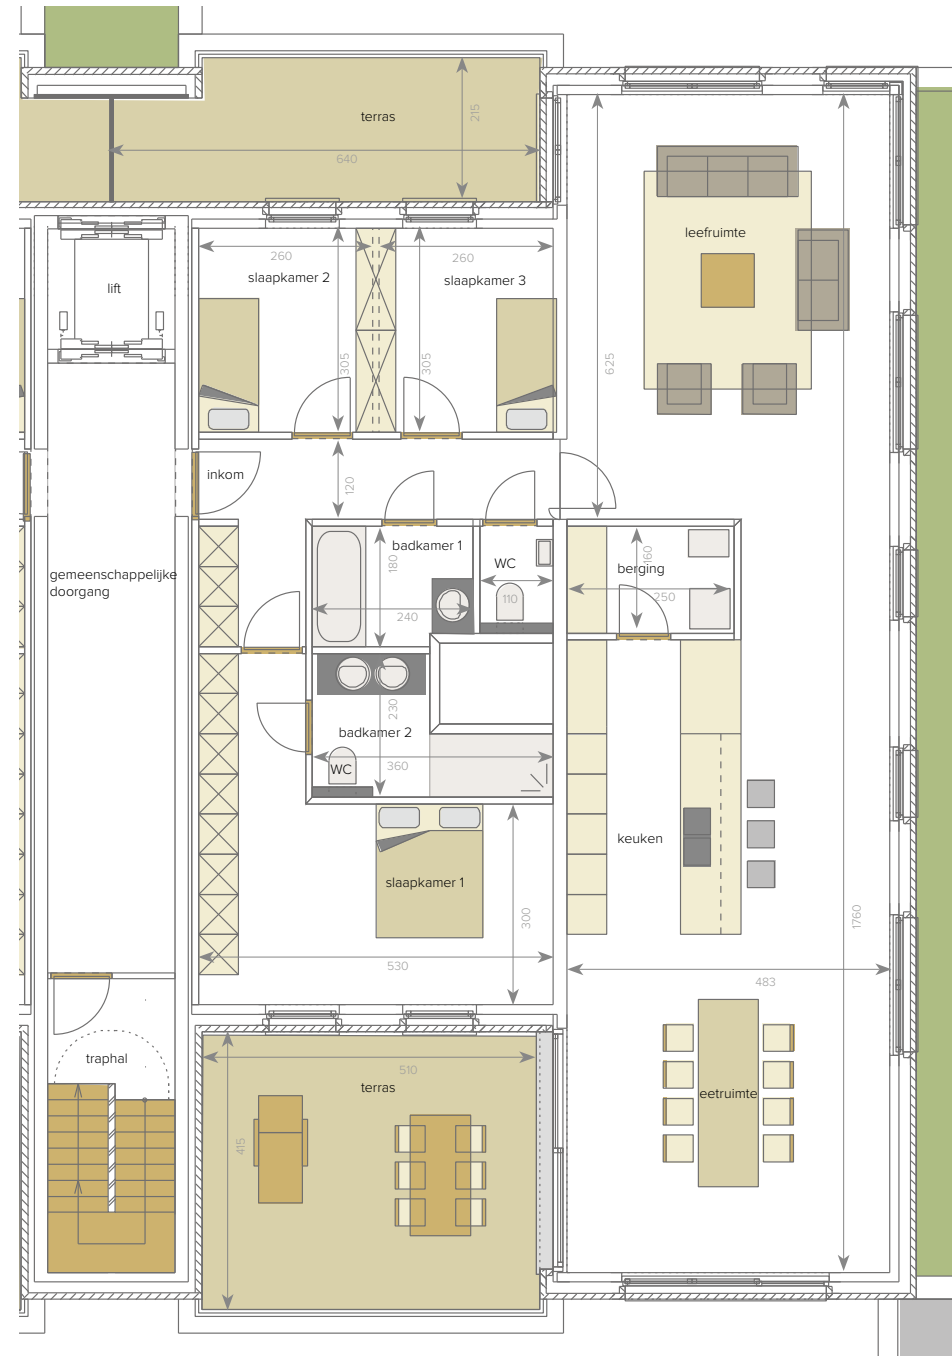 terras
215
640
leefruimte
260
260
slaapkamer 2
slaapkamer 3
lift
305
305
625
inkom
120
badkamer 1
WC
180
160
berging
gemeenschappelijke
doorgang
250
110
240
230
badkamer 2
360
WC
keuken
slaapkamer 1
300
1760
530
483
traphal
510
terras
eetruimte
415